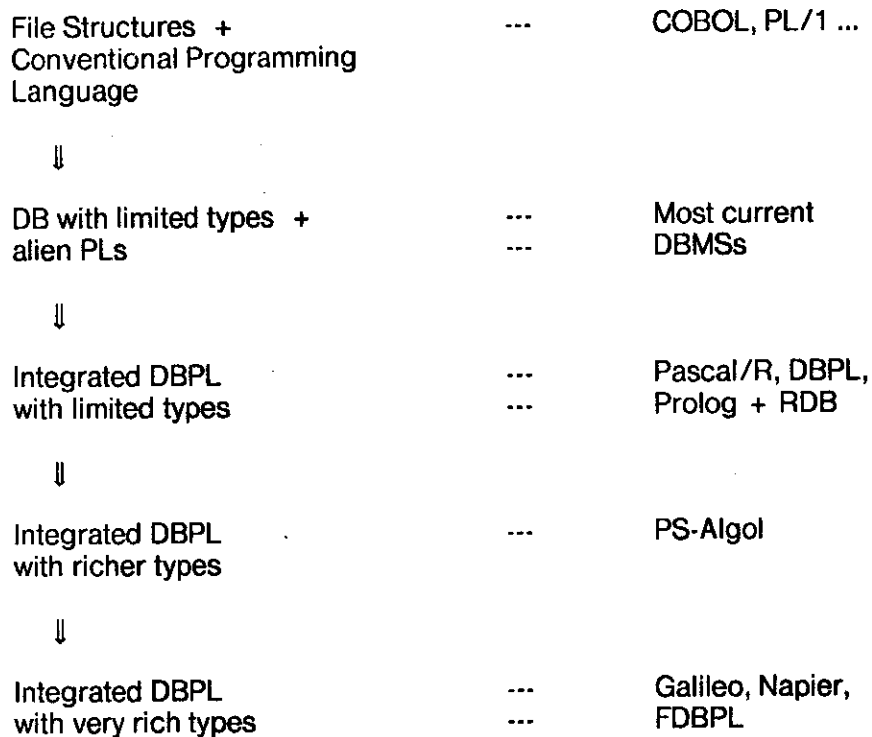 File Structures + --- COBOL, PL/1 ...
Conventional Programming
Language
⇓
DB with limited types + --- Most current
alien PLs --- DBMSs
⇓
Integrated DBPL --- Pascal/R, DBPL,
with limited types --- Prolog + RDB
⇓
Integrated DBPL --- PS-Algol
with richer types
⇓
Integrated DBPL --- Galileo, Napier,
with very rich types --- FDBPL